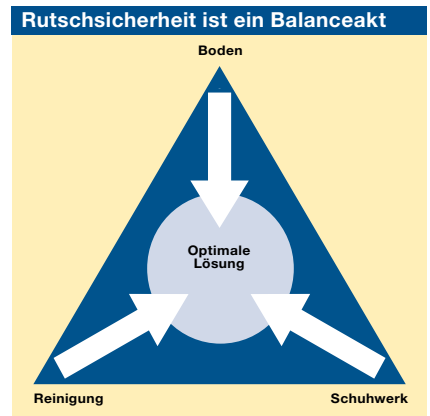 Rutschsicherheit ist ein Balanceakt
Boden
Optimale
Lösung
Reinigung
Schuhwerk